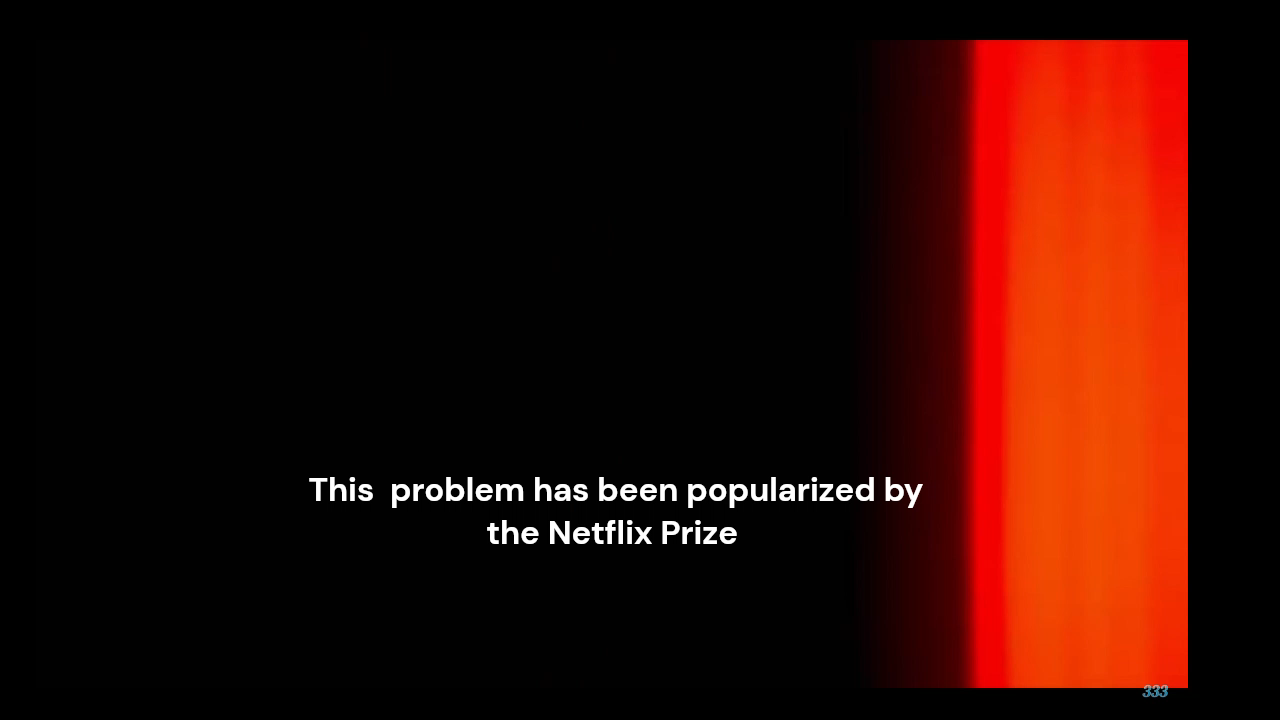 This  problem has been popularized by
the Netflix Prize
333